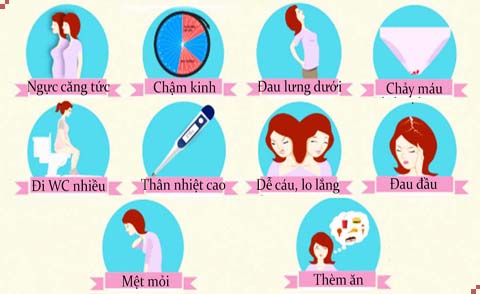 Ngực căng tức
Chậm kinh
Đau lưng dưới
Chảy máu
Đi WC nhiều
Thân nhiệt cao
Dễ cáu, lo lắng
Đau đầu
Mệt mỏi
Thèm ăn